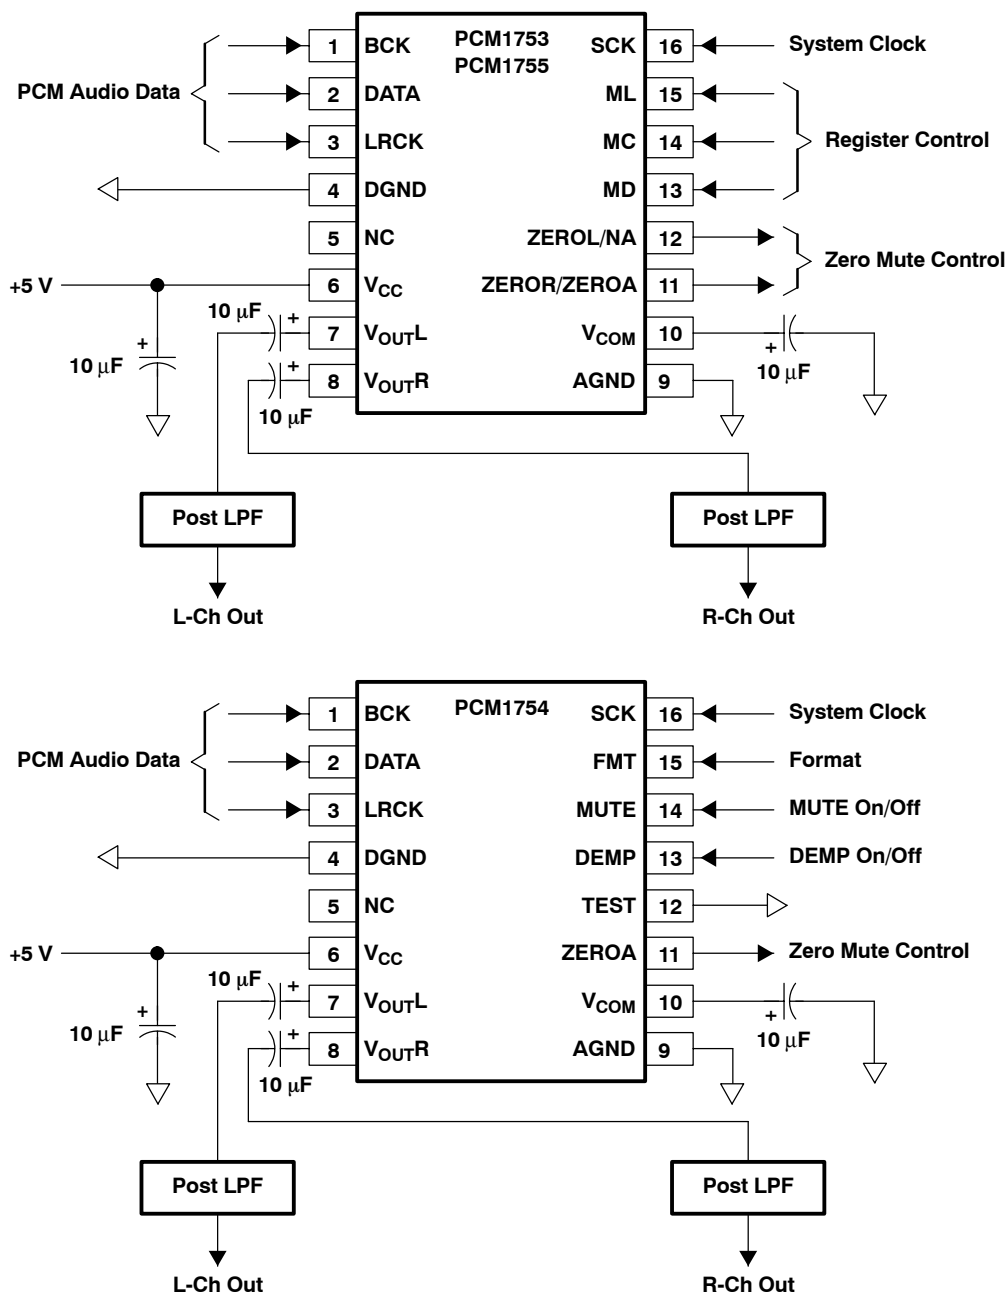 PCM1753
PCM1755
PCM Audio Data
1 BCK
2 DATA
3 LRCK
4 DGND
5 NC
+5 V
6 VCC
10 μF
7 VOUTL
+
10 μF
+
8 VOUTR
+
10 μF
SCK 16 System Clock
ML 15
MC 14
MD 13
Register Control
ZEROL/NA 12
ZEROR/ZEROA 11
Zero Mute Control
VCOM 10
+
10 μF
AGND 9
Post LPF
L-Ch Out
Post LPF
R-Ch Out
PCM1754
PCM Audio Data
1 BCK
2 DATA
3 LRCK
4 DGND
5 NC
+5 V
6 VCC
10 μF
7 VOUTL
+
10 μF
+
8 VOUTR
+
10 μF
SCK 16 System Clock
FMT 15 Format
MUTE 14 MUTE On/Off
DEMP 13 DEMP On/Off
TEST 12
ZEROA 11 Zero Mute Control
VCOM 10
+
10 μF
AGND 9
Post LPF
L-Ch Out
Post LPF
R-Ch Out